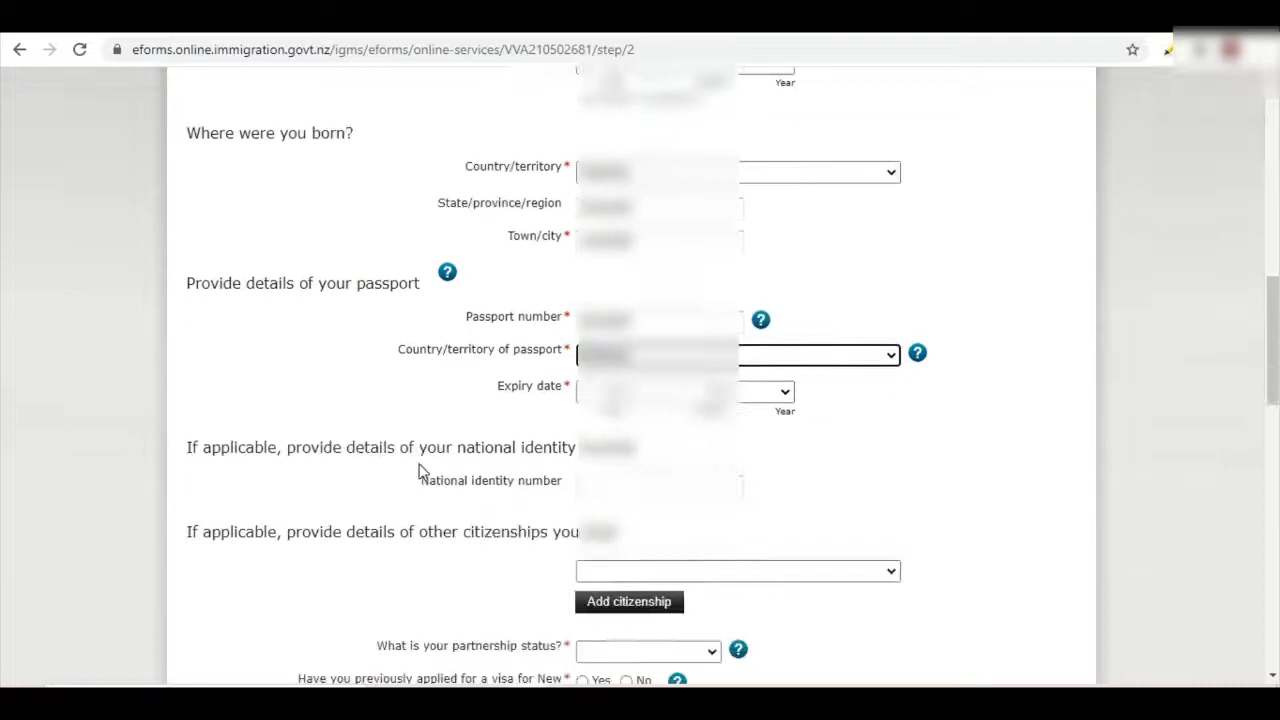 eforms.online.immigration.govt.nz/igms/eforms/online-services/VVA210502681/step/2
Year
Where were you born?
Country/territory*
State/province/region
Town/city*
Provide details of your passport ?
Passport number* ?
Country/territory of passport* ?
Expiry date*
Year
If applicable, provide details of your national identity
National identity number
If applicable, provide details of other citizenships you
Add citizenship
What is your partnership status?* ?
Have you previously applied for a visa for New* Yes No ?